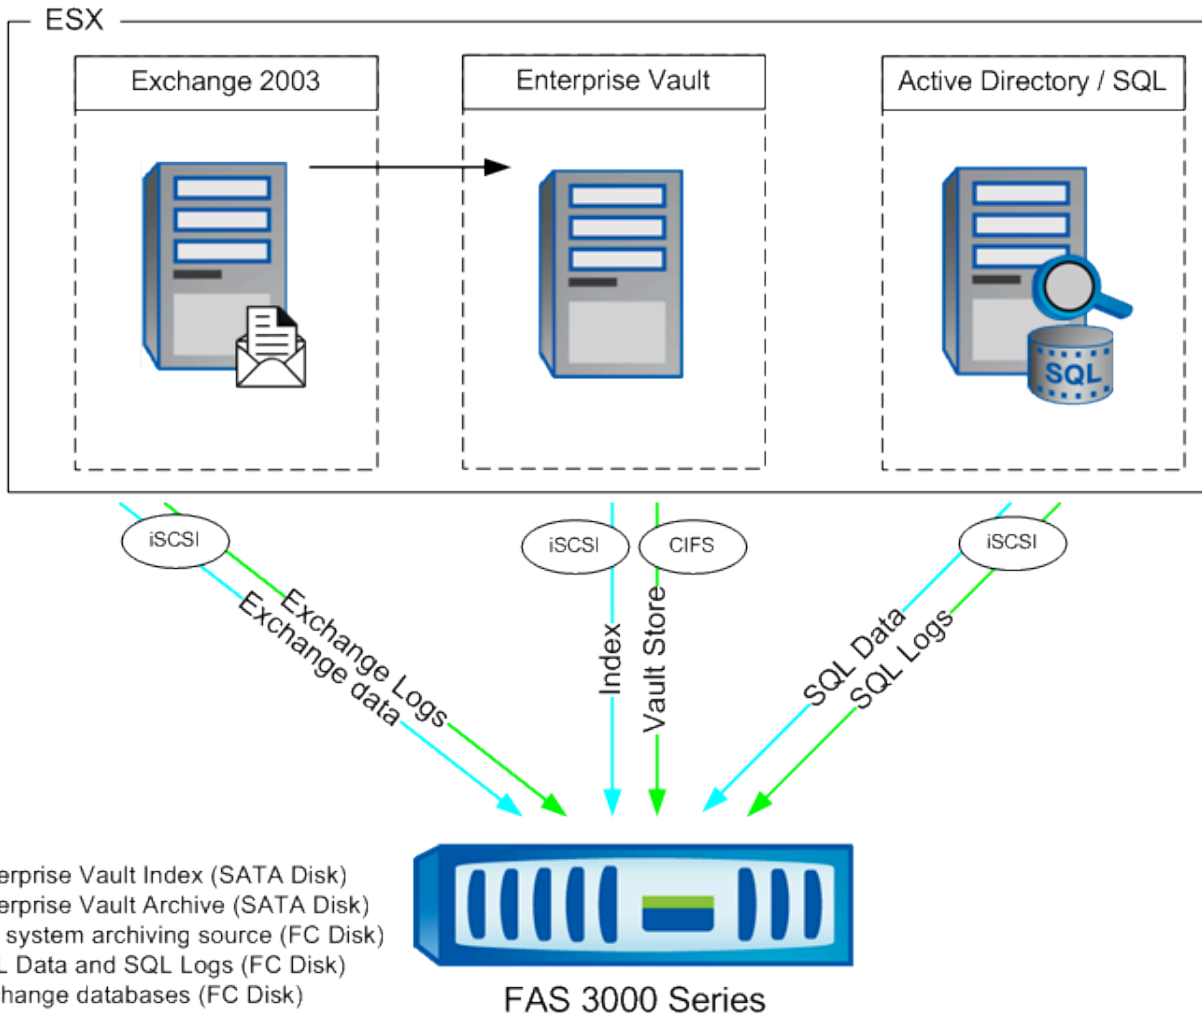 ESX
Exchange 2003
Enterprise Vault
Active Directory / SQL
SQL
iSCSI
iSCSI
CIFS
iSCSI
Exchange Logs
Exchange data
Index
Vault Store
SQL Data
SQL Logs
Vault Index (SATA Disk)
Vault Archive (SATA Disk)
system archiving source (FC Disk)
Data and SQL Logs (FC Disk)
databases (FC Disk)
FAS 3000 Series